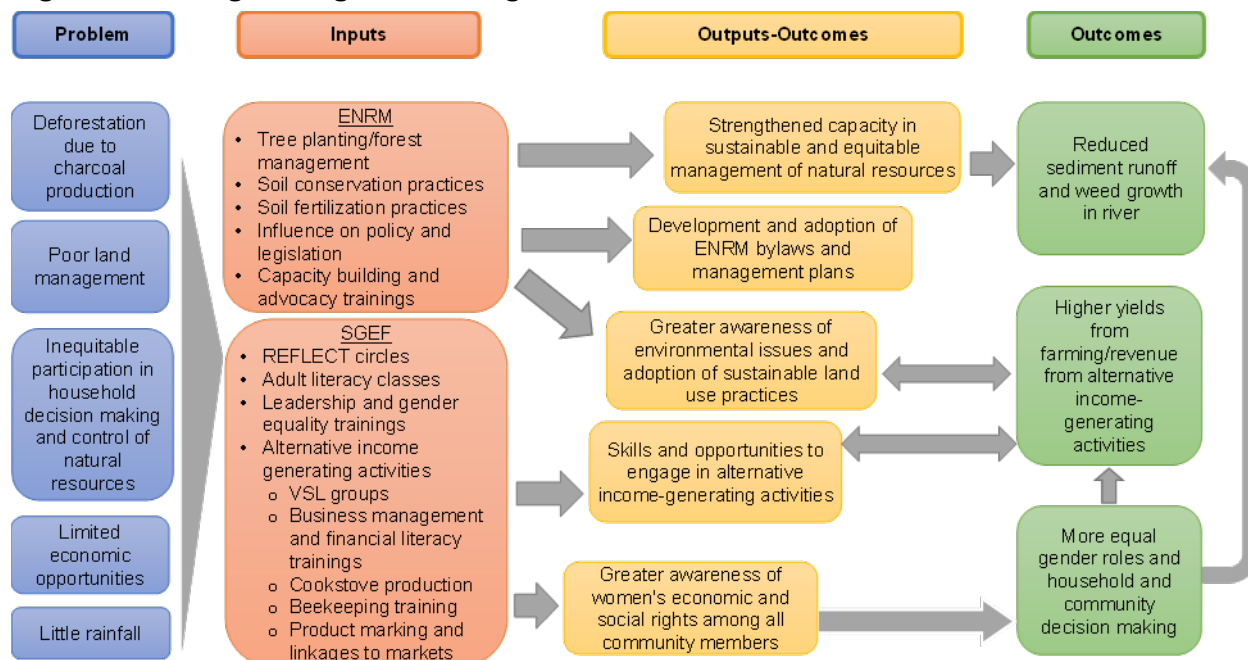 Problem
Inputs
Outputs-Outcomes
Outcomes
Deforestation
due to
charcoal
production
Poor land
management
Inequitable
participation in
household
decision making
and control of
natural
resources
Limited
economic
opportunities
Little rainfall
ENRM
• Tree planting/forest
management
• Soil conservation practices
• Soil fertilization practices
• Influence on policy and
legislation
• Capacity building and
advocacy trainings
SGEF
• REFLECT circles
• Adult literacy classes
• Leadership and gender
equality trainings
• Alternative income
generating activities
o VSL groups
o Business management
and financial literacy
trainings
o Cookstove production
o Beekeeping training
o Product marking and
linkages to markets
Strengthened capacity in
sustainable and equitable
management of natural resources
Development and adoption of
ENRM bylaws and
management plans
Greater awareness of
environmental issues and
adoption of sustainable land
use practices
Skills and opportunities to
engage in alternative
income-generating activities
Greater awareness of
women's economic and
social rights among all
community members
Reduced
sediment runoff
and weed growth
in river
Higher yields
from
farming/revenue
from alternative
income-
generating
activities
More equal
gender roles and
household and
community
decision making